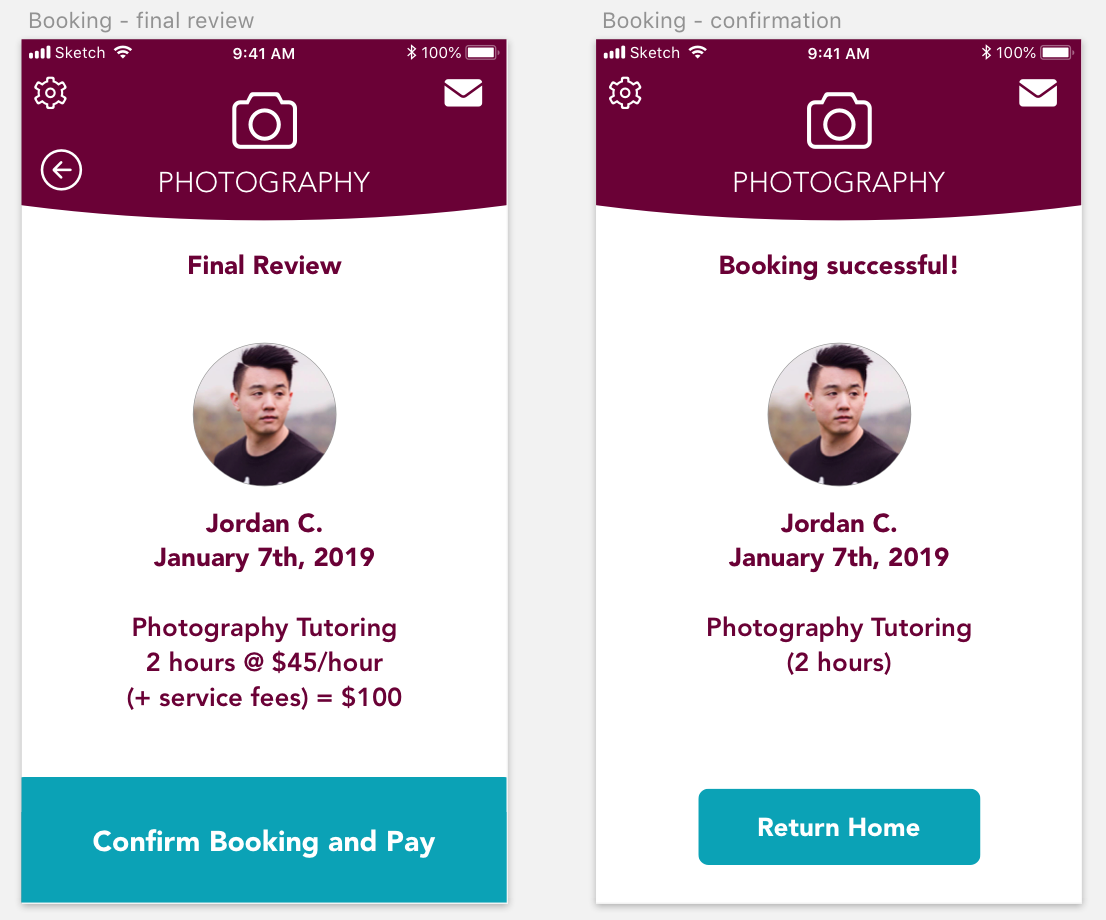 Booking - final review
Sketch 9:41 AM 100%
PHOTOGRAPHY
Final Review
Jordan C.
January 7th, 2019
Photography Tutoring
2 hours @ $45/hour
(+ service fees) = $100
Confirm Booking and Pay
Booking - confirmation
Sketch 9:41 AM 100%
PHOTOGRAPHY
Booking successful!
Jordan C.
January 7th, 2019
Photography Tutoring
(2 hours)
Return Home